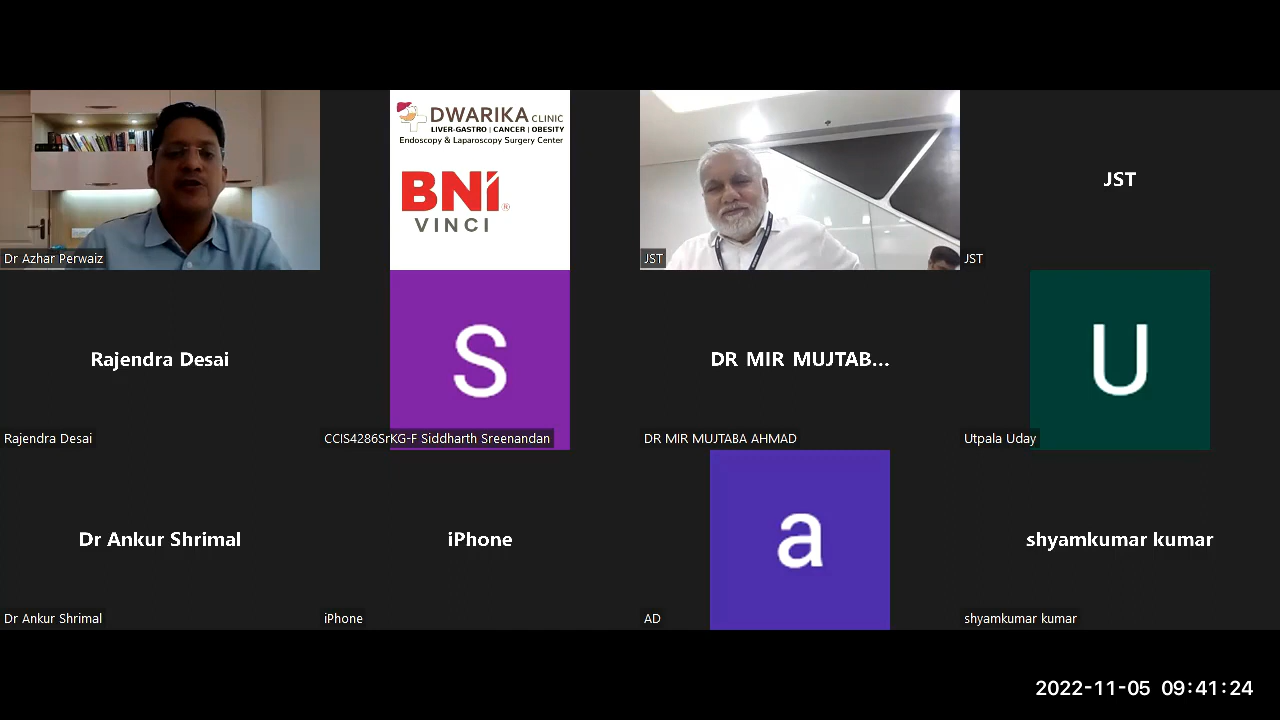 DWARIKA CLINIC
LIVER-GASTRO | CANCER | OBESITY
Endoscopy & Laparoscopy Surgery Center
BNI ®
VINCI
JST
Dr Azhar Perwaiz
JST
JST
Rajendra Desai
S
DR MIR MUJTAB...
U
Rajendra Desai
CCIS4286SrKG-F Siddharth Sreenandan
DR MIR MUJTABA AHMAD
Utpala Uday
Dr Ankur Shrimal
iPhone
a
shyamkumar kumar
Dr Ankur Shrimal
iPhone
AD
shyamkumar kumar
2022-11-05 09:41:24